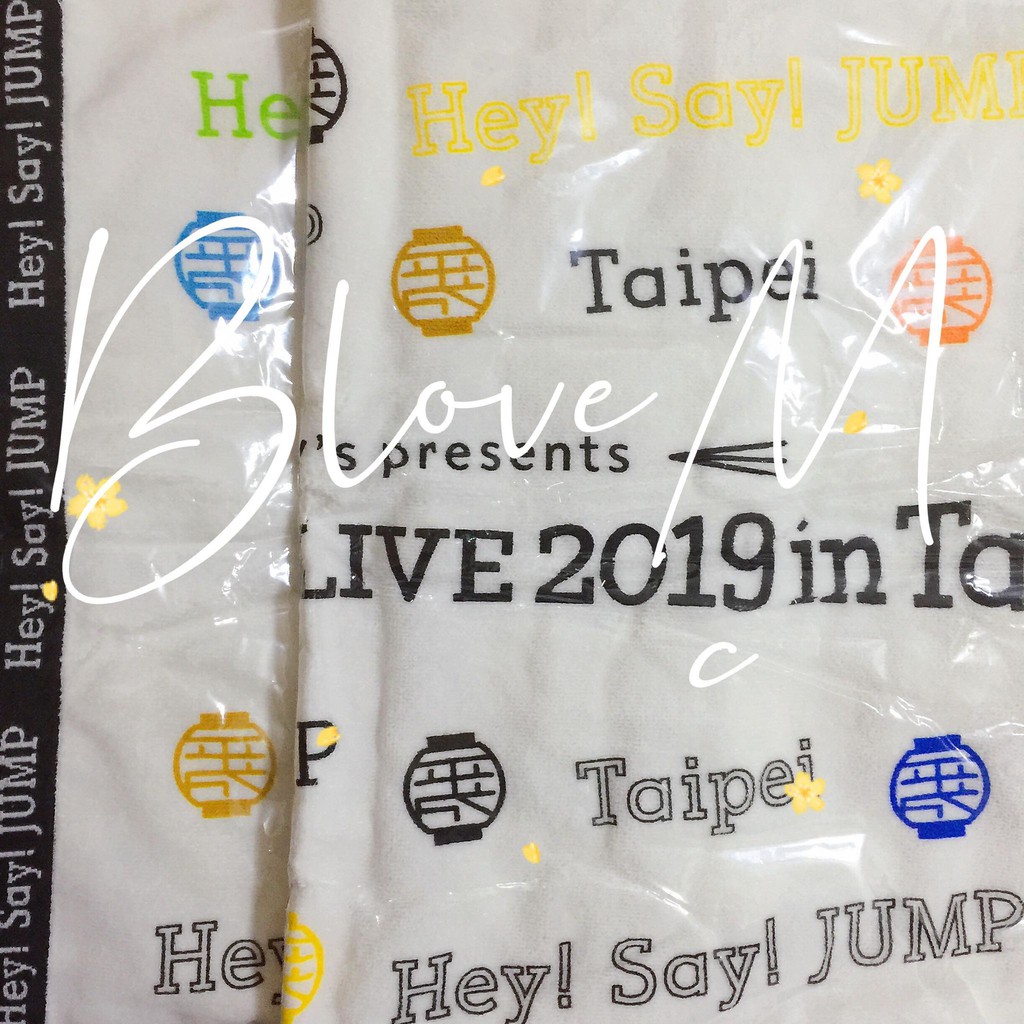 Hey! Say! JUMP
Hey! Say! JUMP
Hey! Say! JUMP
Hey! Say! JUMP
He
Hey! Say! JUMP
Taipei
Blove M
y's presents
LIVE 2019 in Ta
c
P
Taipei
Hey
Hey! Say! JUMP